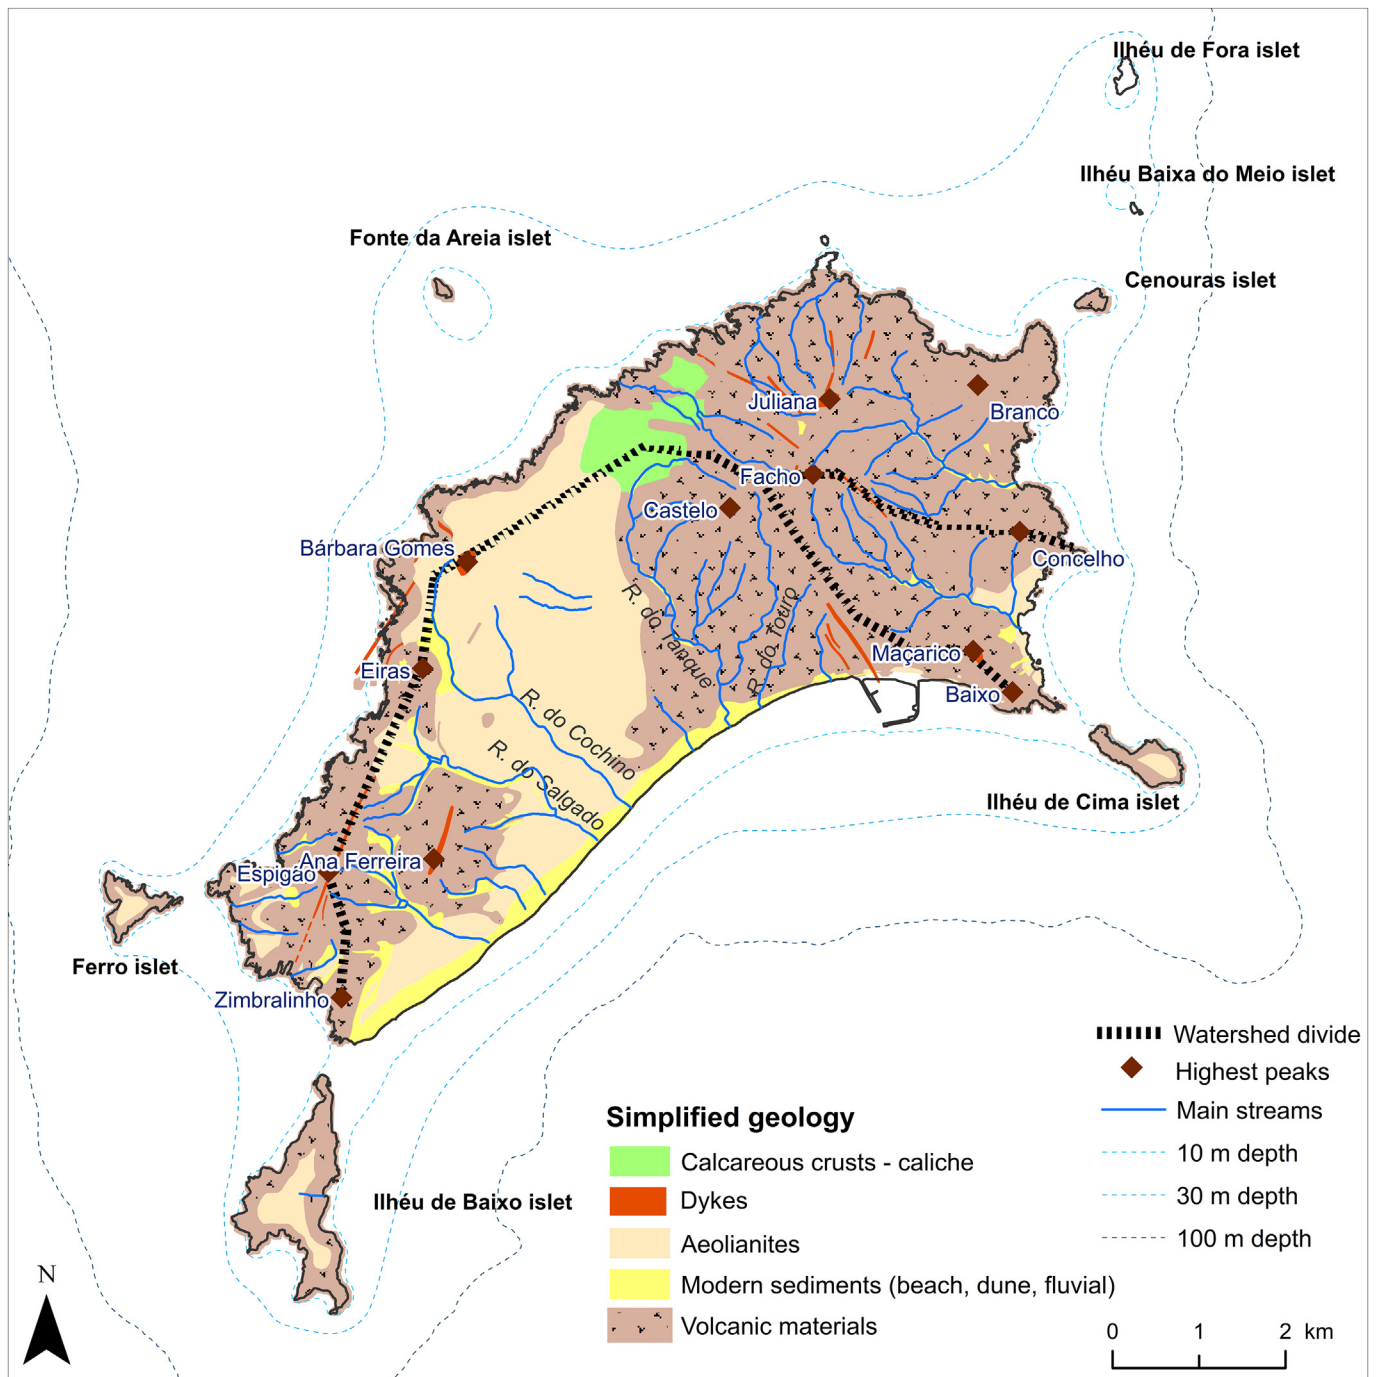 Ilhéu de Fora islet
Ilhéu Baixa do Meio islet
Fonte da Areia islet
Cenouras islet
Juliana
Branco
Facho
Castelo
Bárbara Gomes
Concelho
R. do Tanque
R. do Touro
Maçarico
Eiras
Baixo
R. do Cochino
R. do Salgado
Ilhéu de Cima islet
Ana Ferreira
Espigão
Ferro islet
Zimbralinho
Ilhéu de Baixo islet
Watershed divide
Highest peaks
Main streams
10 m depth
30 m depth
100 m depth
Simplified geology
Calcareous crusts - caliche
Dykes
Aeolianites
Modern sediments (beach, dune, fluvial)
Volcanic materials
N
0 1 2 km